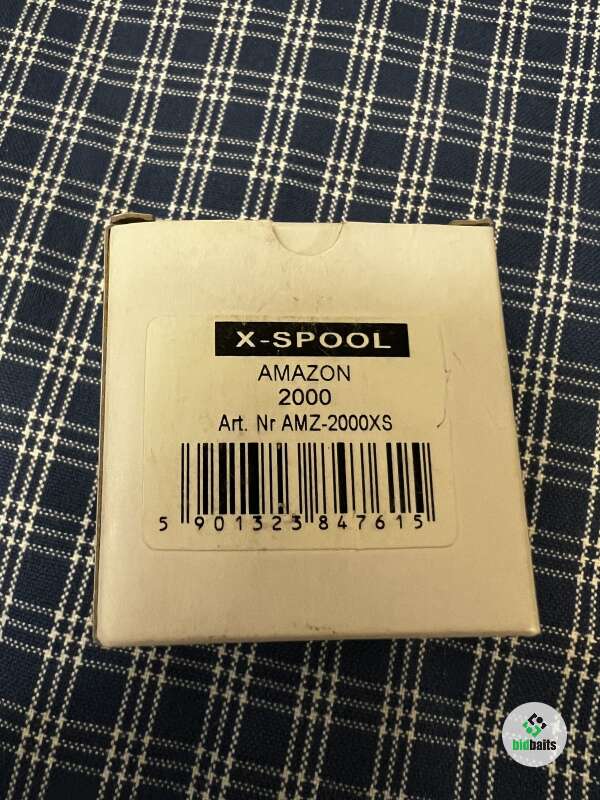 X-SPOOL
AMAZON
2000
Art. Nr AMZ-2000XS
5 901323 847615
bidbaits